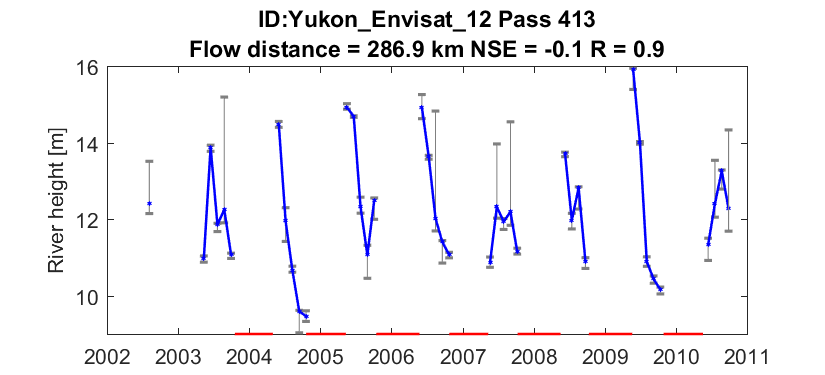 ID:Yukon_Envisat_12 Pass 413
Flow distance = 286.9 km NSE = -0.1 R = 0.9
River height [m]
16
14
12
10
2002 2003 2004 2005 2006 2007 2008 2009 2010 2011